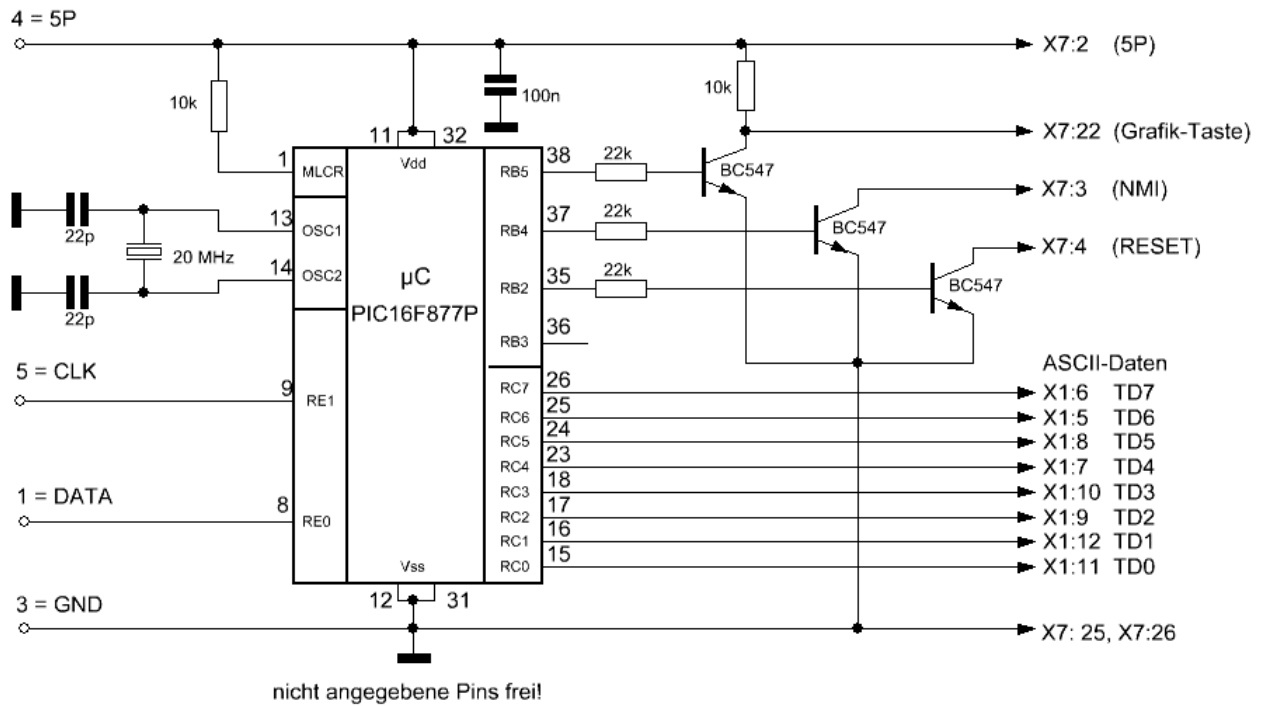 4 = 5P
X7:2 (5P)
10k
100n
10k
11 32
Vdd
X7:22 (Grafik-Taste)
1 MLCR
RB5 38 22k
BC547
X7:3 (NMI)
22p
13 OSC1
RB4 37 22k
BC547
20 MHz
X7:4 (RESET)
14 OSC2
22p
µC
PIC16F877P
RB2 35 22k
BC547
RB3 36
5 = CLK
9 RE1
ASCII-Daten
RC7 26 X1:6 TD7
RC6 25 X1:5 TD6
RC5 24 X1:8 TD5
RC4 23 X1:7 TD4
RC3 18 X1:10 TD3
RC2 17 X1:9 TD2
RC1 16 X1:12 TD1
RC0 15 X1:11 TD0
1 = DATA
8 RE0
Vss
12 31
3 = GND
X7: 25, X7:26
nicht angegebene Pins frei!